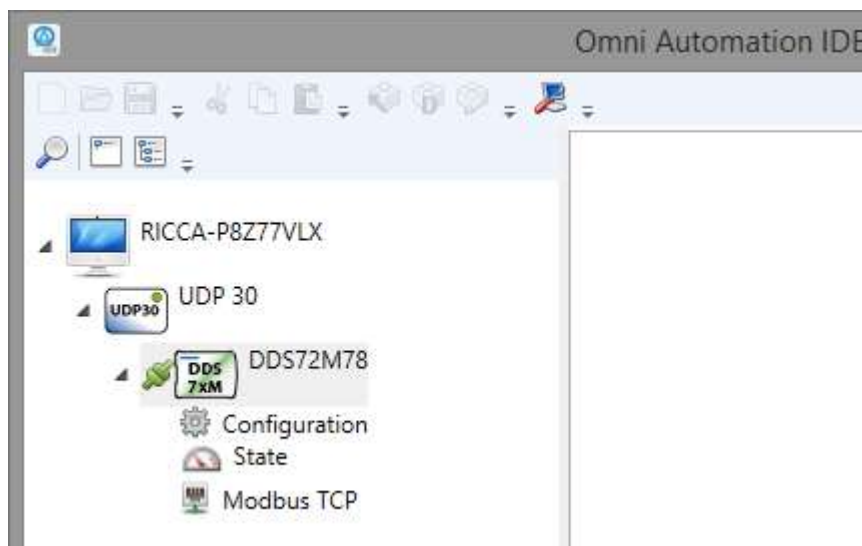 Omni Automation IDE
RICCA-P8Z77VLX
UDP30
UDP 30
DDS
7xM
DDS72M78
Configuration
State
Modbus TCP